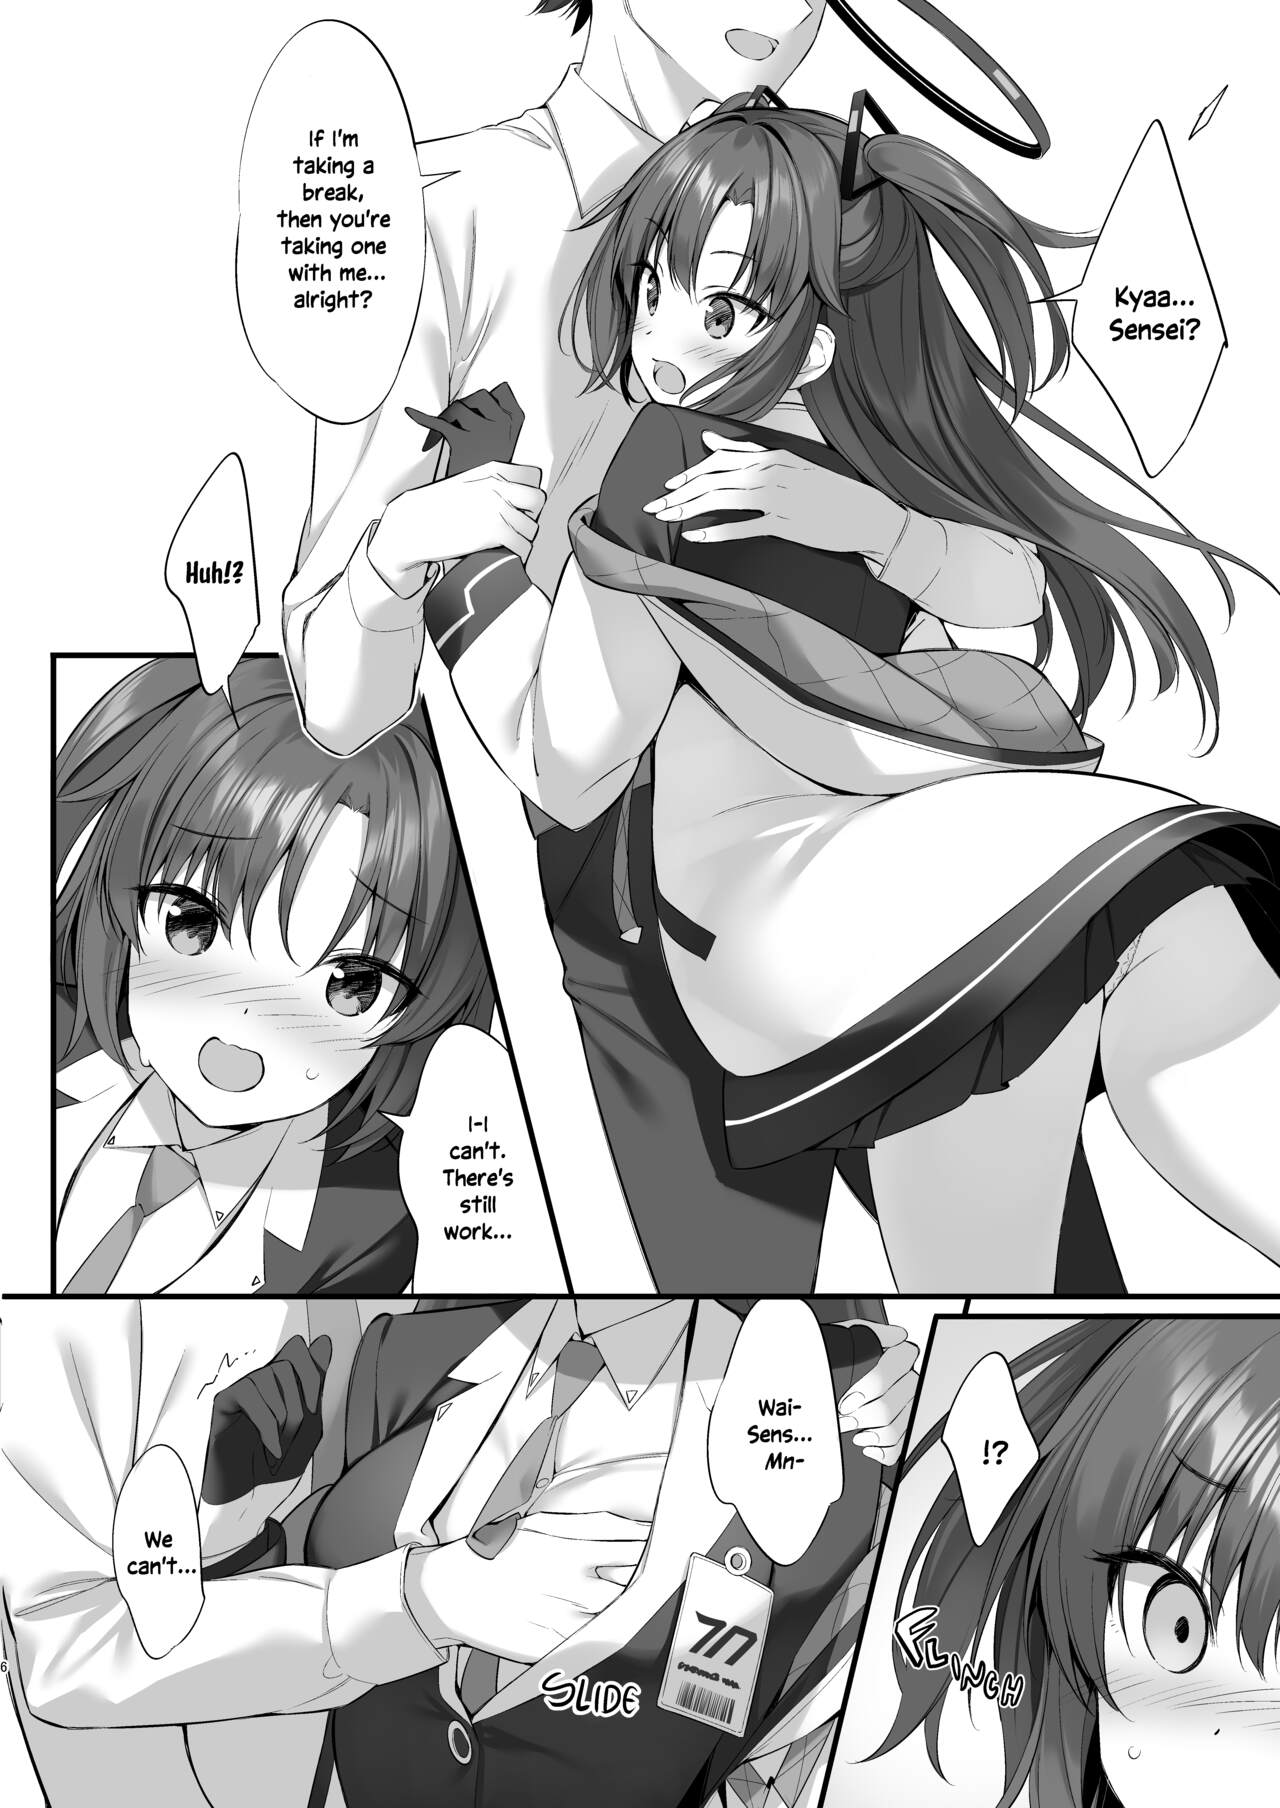 Kyaa...
Sensei?
If I'm
taking a
break,
then you're
taking one
with me...
alright?
Huh!?
I-I
can't.
There's
still
work...
!?
FLINCH
Wai-
Sens...
Mn-
We
can't...
SLIDE
6